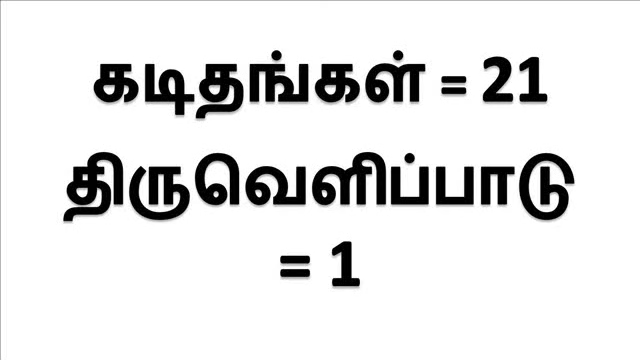 கடிதங்கள் = 21
திருவெளிப்பாடு
= 1